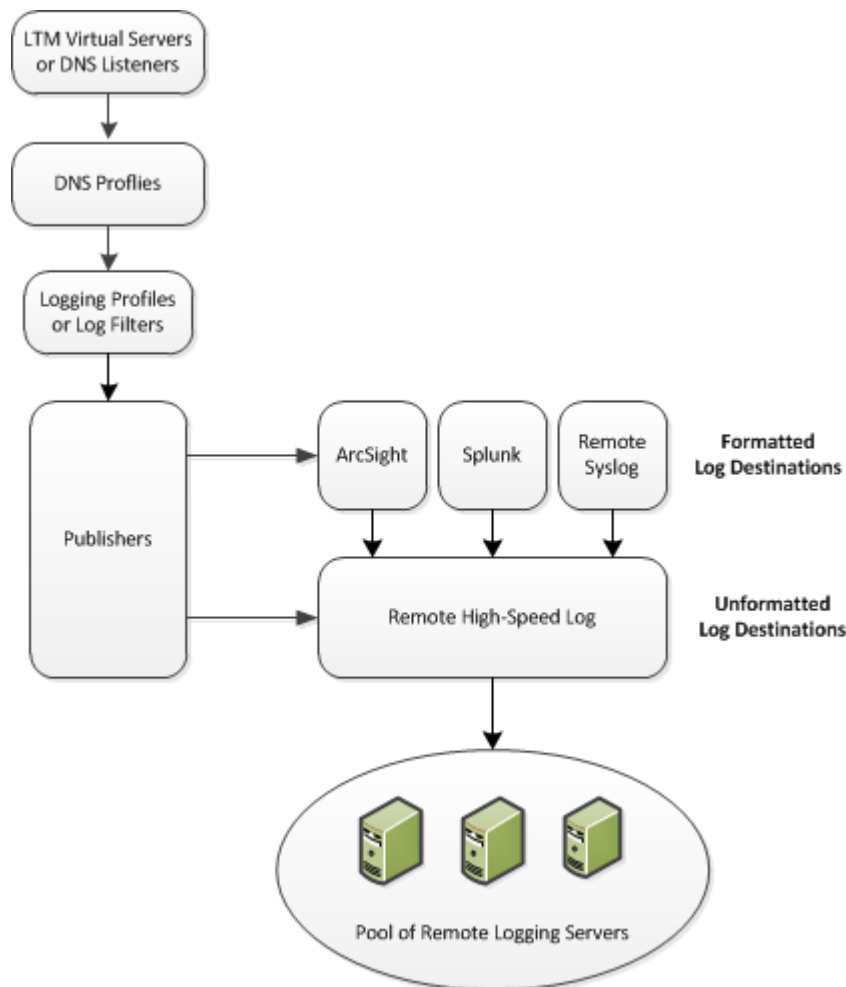 LTM Virtual Servers
or DNS Listeners
DNS Proflies
Logging Profiles
or Log Filters
Publishers
ArcSight
Splunk
Remote
Syslog
Formatted
Log Destinations
Remote High-Speed Log
Unformatted
Log Destinations
Pool of Remote Logging Servers